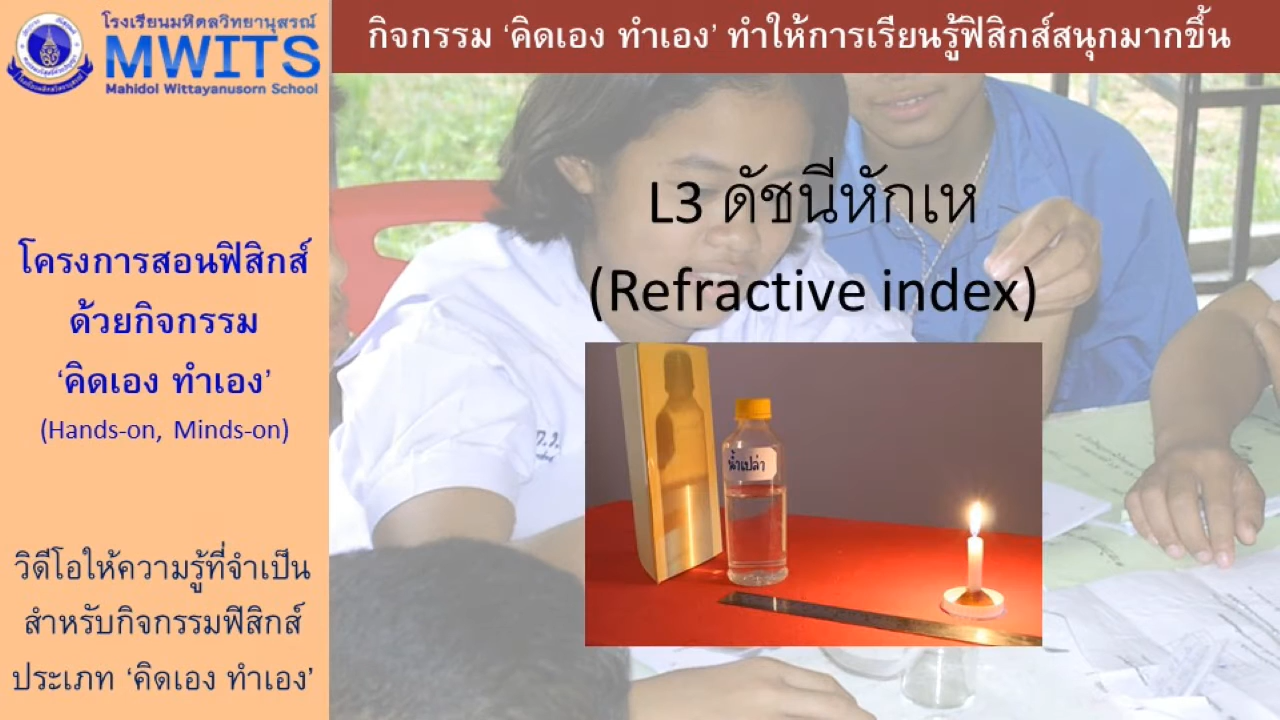 โรงเรียนมหิดลวิทยานุสรณ์
MWITS
Mahidol Wittayanusorn School
กิจกรรม ‘คิดเอง ทำเอง’ ทำให้การเรียนรู้ฟิสิกส์สนุกมากขึ้น
โครงการสอนฟิสิกส์
ด้วยกิจกรรม
‘คิดเอง ทำเอง’
(Hands-on, Minds-on)
วิดีโอให้ความรู้ที่จำเป็น
สำหรับกิจกรรมฟิสิกส์
ประเภท ‘คิดเอง ทำเอง’
L3 ดัชนีหักเห
(Refractive index)
น้ำเปล่า